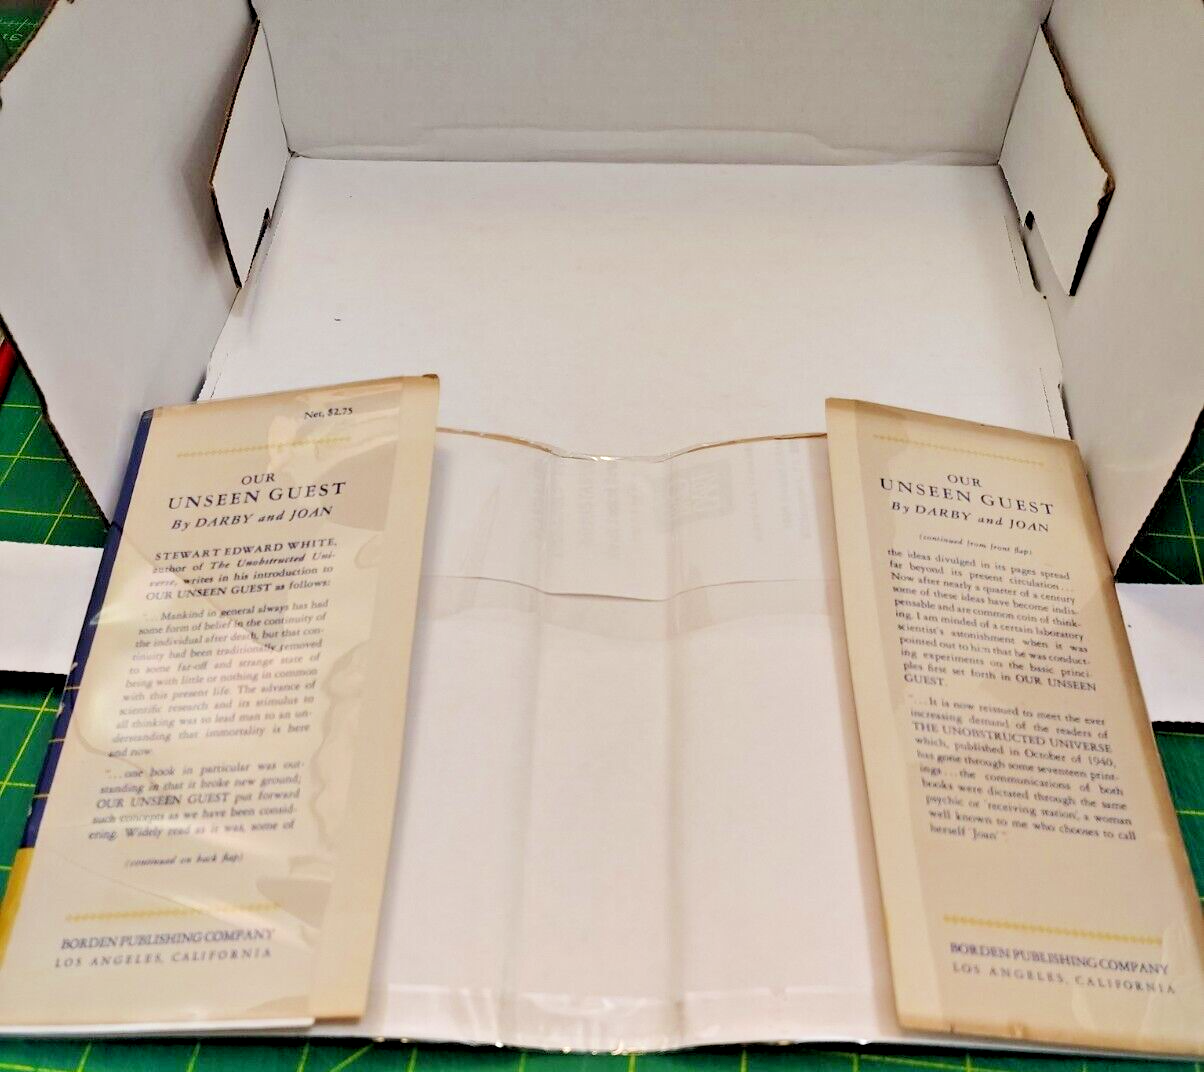 Net, $2.75
OUR
UNSEEN GUEST
By DARBY and JOAN
STEWART EDWARD WHITE,
author of The Unobstructed Uni-
verse, writes in his introduction to
OUR UNSEEN GUEST as follows:
"...Mankind in general always has had
some form of belief in the continuity of
the individual after death, but that con-
tinuity had been traditionally removed
to some far-off and strange state of
being with little or nothing in common
with this present life. The advance of
scientific research and its stimulus to
all thinking was to lead man to an un-
derstanding that immortality is here
and now.
"...one book in particular was out-
standing in that it broke new ground;
OUR UNSEEN GUEST put forward
such concepts as we have been consid-
ering. Widely read as it was, some of
(continued on back flap)
BORDEN PUBLISHING COMPANY
LOS ANGELES, CALIFORNIA
OUR
UNSEEN GUEST
By DARBY and JOAN
(continued from front flap)
the ideas divulged in its pages spread
far beyond its present circulation...
Now after nearly a quarter of a century
some of these ideas have become indis-
pensable and are common coin of think-
ing. I am minded of a certain laboratory
scientist's astonishment when it was
pointed out to him that he was conduct-
ing experiments on the basic princi-
ples first set forth in OUR UNSEEN
GUEST.
"...It is now reissued to meet the ever
increasing demand of the readers of
THE UNOBSTRUCTED UNIVERSE
which, published in October of 1940,
has gone through some seventeen print-
ings...the communications of both
books were dictated through the same
psychic or 'receiving station', a woman
well known to me who chooses to call
herself 'Joan'."
BORDEN PUBLISHING COMPANY
LOS ANGELES, CALIFORNIA